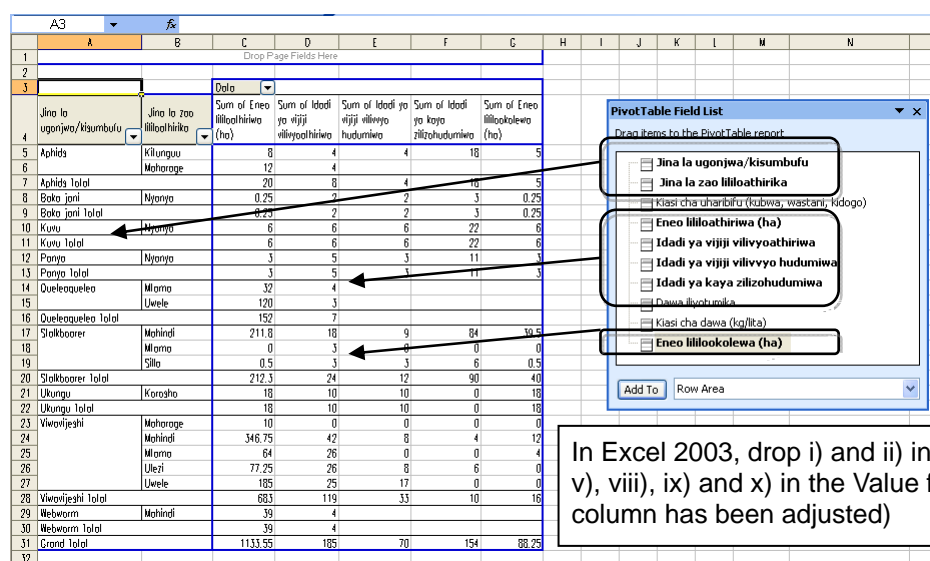 A3 fx
A B C D E F G H I J K L M N
1 Drop Page Fields Here
2
3 Data
4 Jina la ugonjwa/kisumbufu Jina la zao lililoathirika Sum of Eneo lililoathiriwa (ha) Sum of Idadi ya vijiji vilivyoathiriwa Sum of Idadi ya vijiji vilivvyo hudumiwa Sum of Idadi ya kaya zilizohudumiwa Sum of Eneo lililookolewa (ha)
5 Aphids Kilunguu 8 4 4 18 5
6 Maharage 12 4
7 Aphids Total 20 8 4 18 5
8 Baka jani Nyanya 0.25 2 2 3 0.25
9 Baka jani Total 0.25 2 2 3 0.25
10 Kuvu Nyanya 6 6 6 22 6
11 Kuvu Total 6 6 6 22 6
12 Panya Nyanya 3 5 3 11 3
13 Panya Total 3 5 3 11 3
14 Queleaquelea Mtama 32 4
15 Uwele 120 3
16 Queleaquelea Total 152 7
17 Stalkboarer Mahindi 211.8 18 9 84 39.5
18 Mtama 0 3 0 0 0
19 Silla 0.5 3 3 6 0.5
20 Stalkboarer Total 212.3 24 12 90 40
21 Ukungu Korosho 18 10 10 0 18
22 Ukungu Total 18 10 10 0 18
23 Viwavijeshi Maharage 10 0 0 0 0
24 Mahindi 346.75 42 8 4 12
25 Mtama 64 26 0 0 4
26 Ulezi 77.25 26 8 6 0
27 Uwele 185 25 17 0 0
28 Viwavijeshi Total 683 119 33 10 16
29 Webworm Mahindi 39 4
30 Webworm Total 39 4
31 Grand Total 1133.55 185 70 154 88.25
32
PivotTable Field List
Drag items to the PivotTable report
Jina la ugonjwa/kisumbufu
Jina la zao lililoathirika
Kiasi cha uharibifu (kubwa, wastani, kidogo)
Eneo lililoathiriwa (ha)
Idadi ya vijiji vilivyoathiriwa
Idadi ya vijiji vilivvyo hudumiwa
Idadi ya kaya zilizohudumiwa
Dawa iliyotumika
Kiasi cha dawa (kg/lita)
Eneo lililookolewa (ha)
Add To Row Area
In Excel 2003, drop i) and ii) in
v), viii), ix) and x) in the Value f
column has been adjusted)